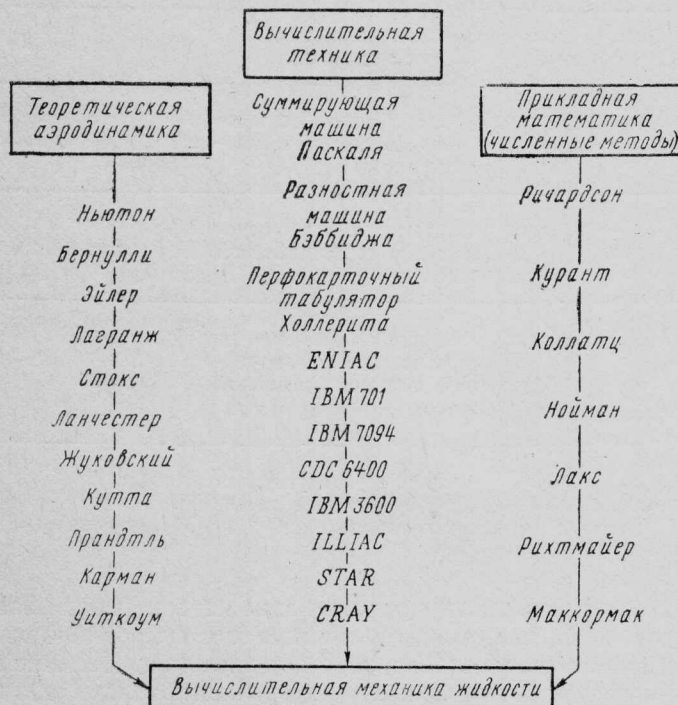 Вычислительная
техника
Теоретическая
аэродинамика
Ньютон
Бернулли
Эйлер
Лагранж
Стокс
Ланчестер
Жуковский
Кутта
Прандтль
Карман
Уиткоум
Суммирующая
машина
Паскаля
Разностная
машина
Бэббиджа
Перфокарточный
табулятор
Холлерита
ENIAC
IBM 701
IBM 7094
CDC 6400
IBM 3600
ILLIAC
STAR
CRAY
Прикладная
математика
(численные методы)
Ричардсон
Курант
Коллатц
Нойман
Лакс
Рихтмайер
Маккормак
Вычислительная механика жидкости